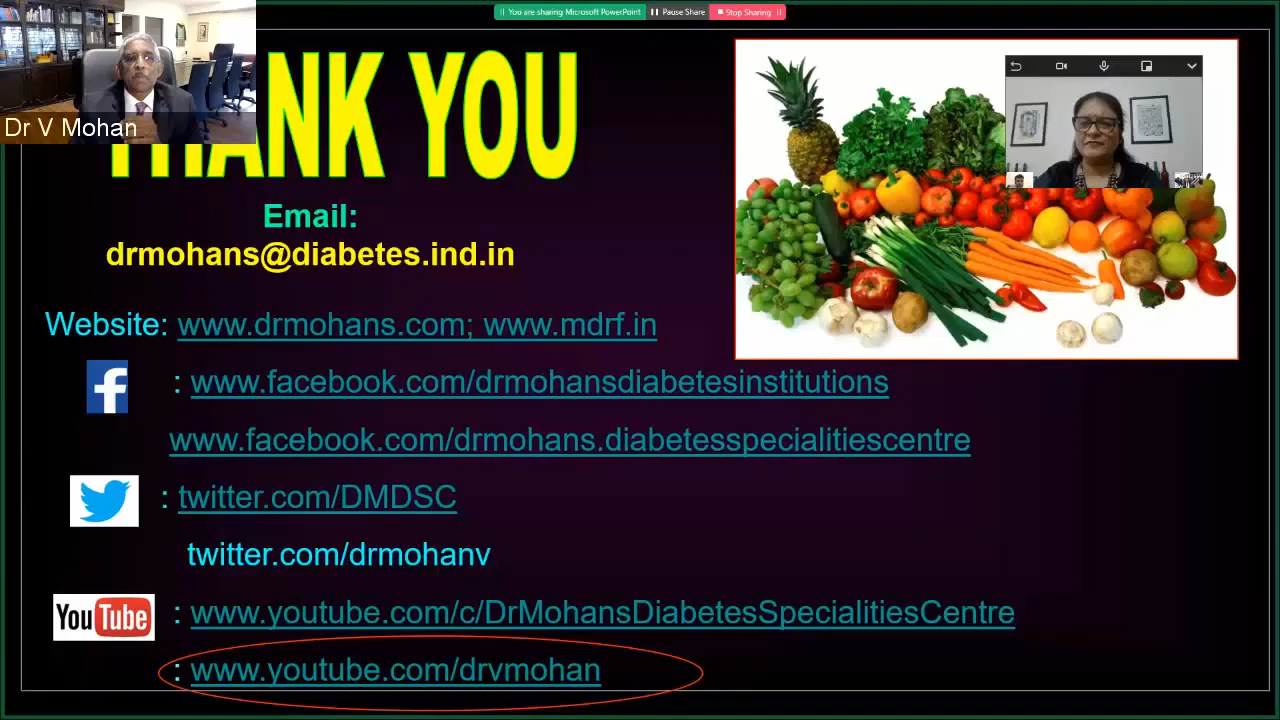 You are sharing Microsoft PowerPoint Pause Share Stop Sharing
Dr V Mohan
THANK YOU
Email:
drmohans@diabetes.ind.in
Website: www.drmohans.com; www.mdrf.in
f : www.facebook.com/drmohansdiabetesinstitutions
www.facebook.com/drmohans.diabetesspecialitiescentre
: twitter.com/DMDSC
twitter.com/drmohanv
YouTube : www.youtube.com/c/DrMohansDiabetesSpecialitiesCentre
: www.youtube.com/drvmohan